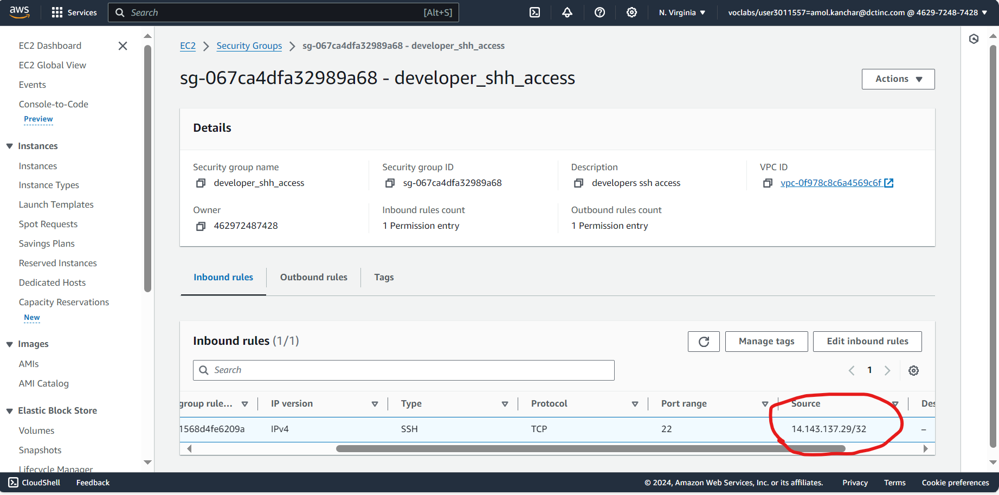 aws
Services
Search [Alt+S]
N. Virginia
voclabs/user3011557=amol.kanchar@dctinc.com @ 4629-7248-7428
EC2 Dashboard
EC2 Global View
Events
Console-to-Code
Preview
Instances
Instances
Instance Types
Launch Templates
Spot Requests
Savings Plans
Reserved Instances
Dedicated Hosts
Capacity Reservations
New
Images
AMIs
AMI Catalog
Elastic Block Store
Volumes
Snapshots
Lifecycle Manager
EC2 > Security Groups > sg-067ca4dfa32989a68 - developer_shh_access
sg-067ca4dfa32989a68 - developer_shh_access
Actions
Details
Security group name
developer_shh_access
Security group ID
sg-067ca4dfa32989a68
Description
developers ssh access
VPC ID
vpc-0f978c8c6a4569c6f
Owner
462972487428
Inbound rules count
1 Permission entry
Outbound rules count
1 Permission entry
Inbound rules
Outbound rules
Tags
Inbound rules (1/1)
Manage tags
Edit inbound rules
Search
1
group rule... IP version Type Protocol Port range Source Des
1568d4fe6209a IPv4 SSH TCP 22 14.143.137.29/32 –
CloudShell
Feedback
© 2024, Amazon Web Services, Inc. or its affiliates.
Privacy
Terms
Cookie preferences